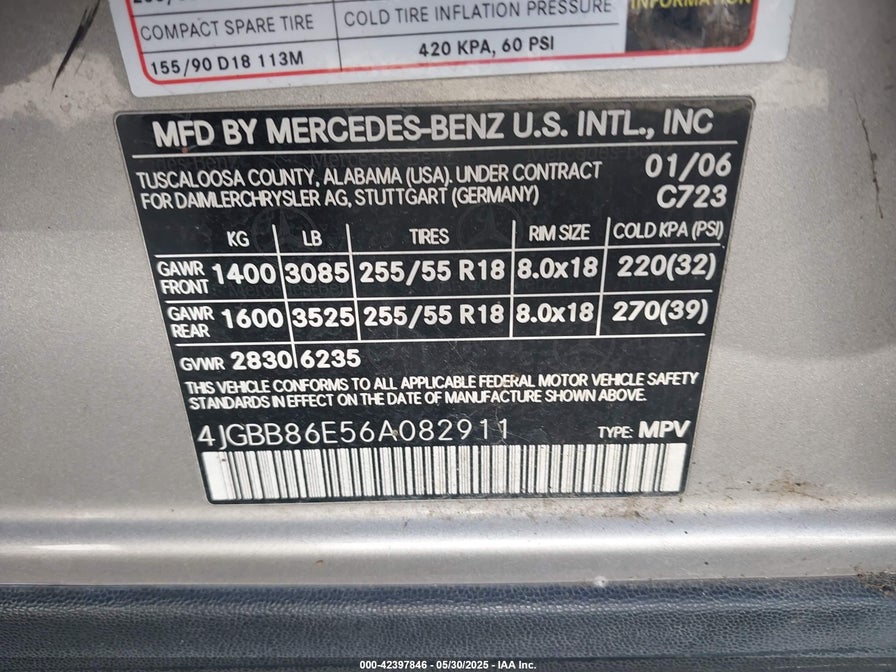 COMPACT SPARE TIRE
COLD TIRE INFLATION PRESSURE
INFORMATION
155/90 D18 113M
420 KPA, 60 PSI
MFD BY MERCEDES-BENZ U.S. INTL., INC
TUSCALOOSA COUNTY, ALABAMA (USA). UNDER CONTRACT
FOR DAIMLERCHRYSLER AG, STUTTGART (GERMANY)
01/06
C723
KG LB TIRES RIM SIZE COLD KPA (PSI)
GAWR FRONT 1400 3085 255/55 R18 8.0x18 220(32)
GAWR REAR 1600 3525 255/55 R18 8.0x18 270(39)
GVWR 2830 6235
THIS VEHICLE CONFORMS TO ALL APPLICABLE FEDERAL MOTOR VEHICLE SAFETY
STANDARDS IN EFFECT ON THE DATE OF MANUFACTURE SHOWN ABOVE.
4JGBB86E56A082911 TYPE: MPV
000-42397846 - 05/30/2025 - IAA Inc.